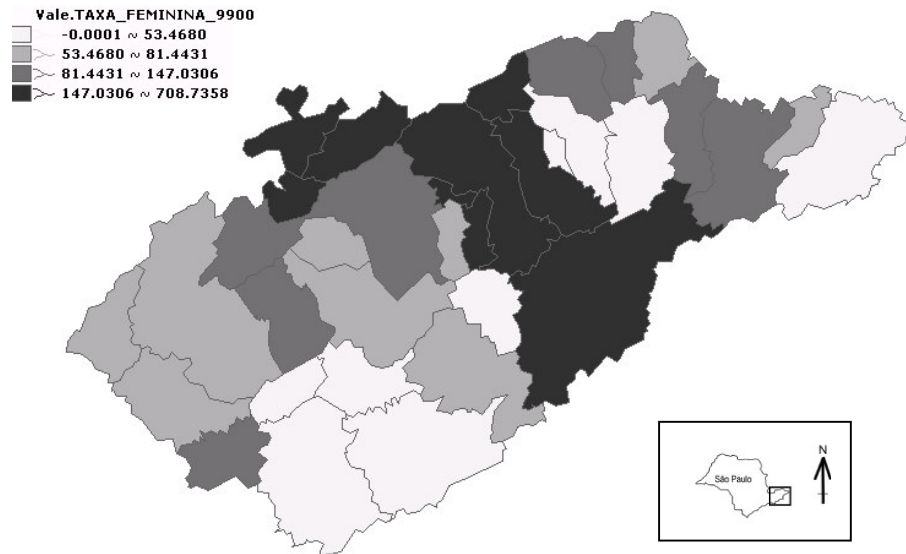 Vale.TAXA_FEMININA_9900
-0.0001 ~ 53.4680
53.4680 ~ 81.4431
81.4431 ~ 147.0306
147.0306 ~ 708.7358
São Paulo
N